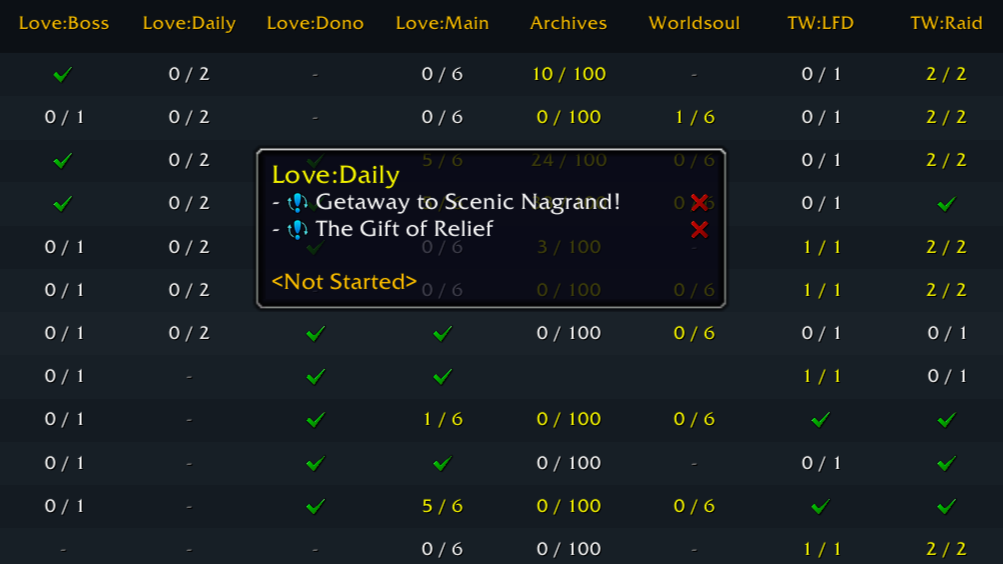 Love:Boss Love:Daily Love:Dono Love:Main Archives Worldsoul TW:LFD TW:Raid
0 / 2 - 0 / 6 10 / 100 - 0 / 1 2 / 2
0 / 1 0 / 2 - 0 / 6 0 / 100 1 / 6 0 / 1 2 / 2
0 / 2 5 / 6 24 / 100 0 / 6 0 / 1 2 / 2
Love:Daily
- Getaway to Scenic Nagrand!
0 / 2 0 / 1
- The Gift of Relief
0 / 1 0 / 2 0 / 6 3 / 100 - 1 / 1 2 / 2
<Not Started>
0 / 1 0 / 2 0 / 6 0 / 100 0 / 6 1 / 1 2 / 2
0 / 1 0 / 2 0 / 100 0 / 6 0 / 1 0 / 1
0 / 1 - 1 / 1 0 / 1
0 / 1 - 1 / 6 0 / 100 0 / 6
0 / 1 - 0 / 100 - 0 / 1
0 / 1 - 5 / 6 0 / 100 0 / 6
- - - 0 / 6 0 / 100 - 1 / 1 2 / 2